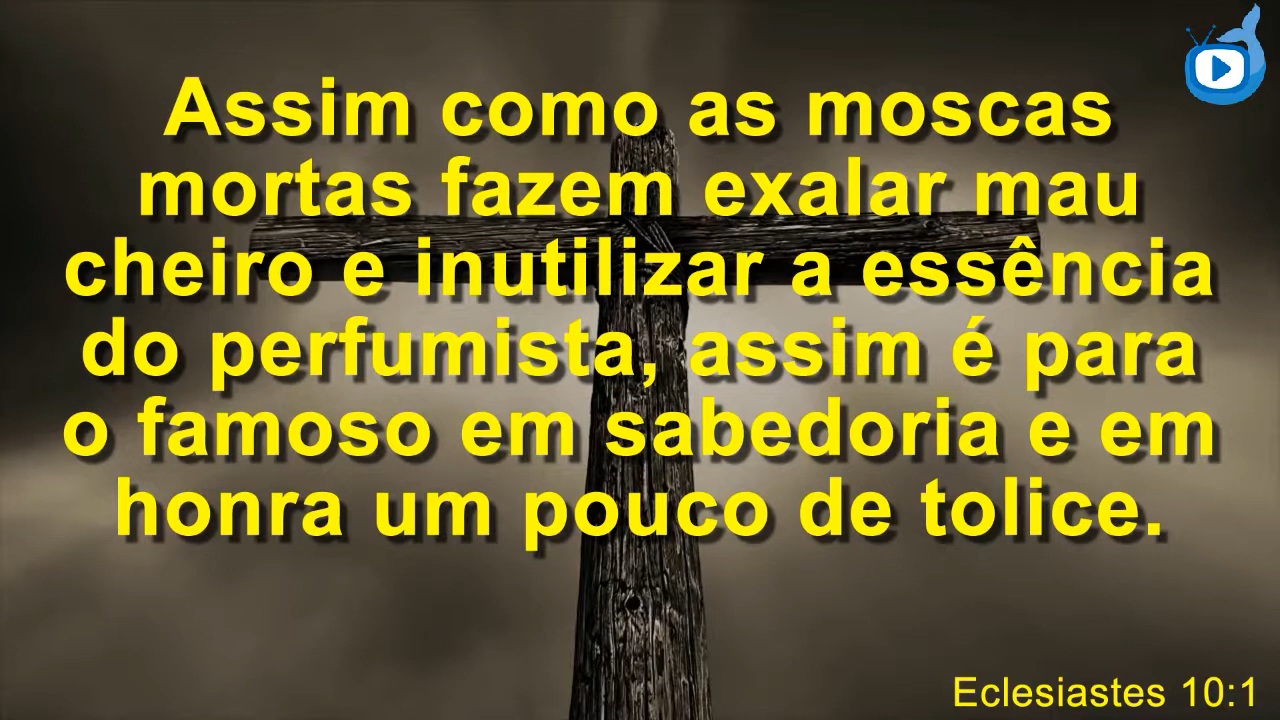 Assim como as moscas
mortas fazem exalar mau
cheiro e inutilizar a essência
do perfumista, assim é para
o famoso em sabedoria e em
honra um pouco de tolice.
Eclesiastes 10:1